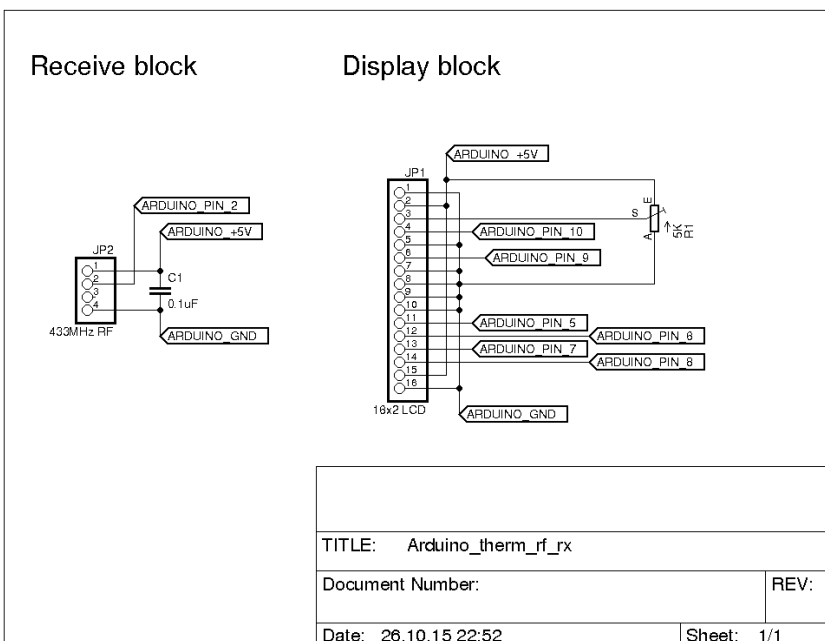 Receive block
Display block
ARDUINO_PIN_2
ARDUINO_+5V
JP2
1
2
3
4
C1
0.1uF
433MHz RF
ARDUINO_GND
ARDUINO_+5V
JP1
1
2
3
4
5
6
7
8
9
10
11
12
13
14
15
16
16x2 LCD
E
S
A
5K
R1
ARDUINO_PIN_10
ARDUINO_PIN_9
ARDUINO_PIN_5
ARDUINO_PIN_6
ARDUINO_PIN_7
ARDUINO_PIN_8
ARDUINO_GND
TITLE: Arduino_therm_rf_rx
Document Number:
REV:
Date: 26.10.15 22:52
Sheet: 1/1